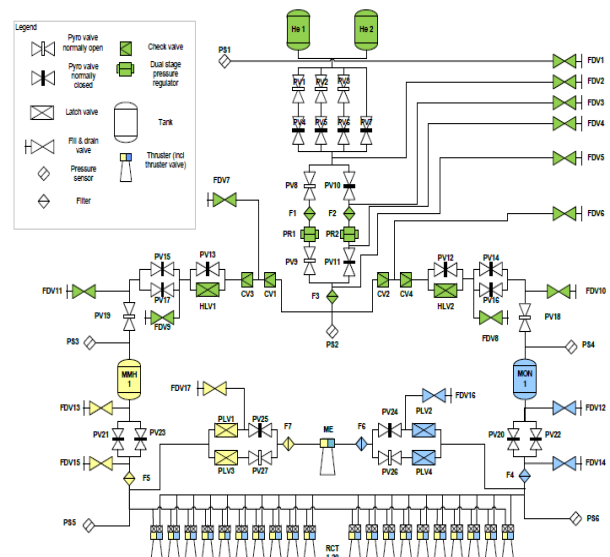 He 1 He 2
Legend
Pyro valve normally open
Check valve
Pyro valve normally closed
Dual stage pressure regulator
Latch valve
Tank
Fill & drain valve
Pressure sensor
Thruster (incl thruster valve)
Filter
PS1
FDV1
FDV2
FDV3
FDV4
FDV5
FDV6
PV1 PV2 PV3
PV4 PV5 PV6 PV7
PV8 PV10
F1 F2
PR1 PR2
PV9 PV11
F3
PS2
FDV7
PV15 PV13
PV17
HLV1
FDV9
FDV11
PV19
CV3 CV1
CV2 CV4
PV12 PV14
PV16
HLV2
FDV8
FDV10
PV18
PS3
PS4
MMH 1
MON 1
FDV13
FDV17
FDV16
FDV12
PLV1 PV25
PLV3 PV27
F7 ME F6
PV24 PLV2
PV26 PLV4
PV21 PV23
PV20 PV22
FDV15
FDV14
F5
F4
PS5
PS6
RCT